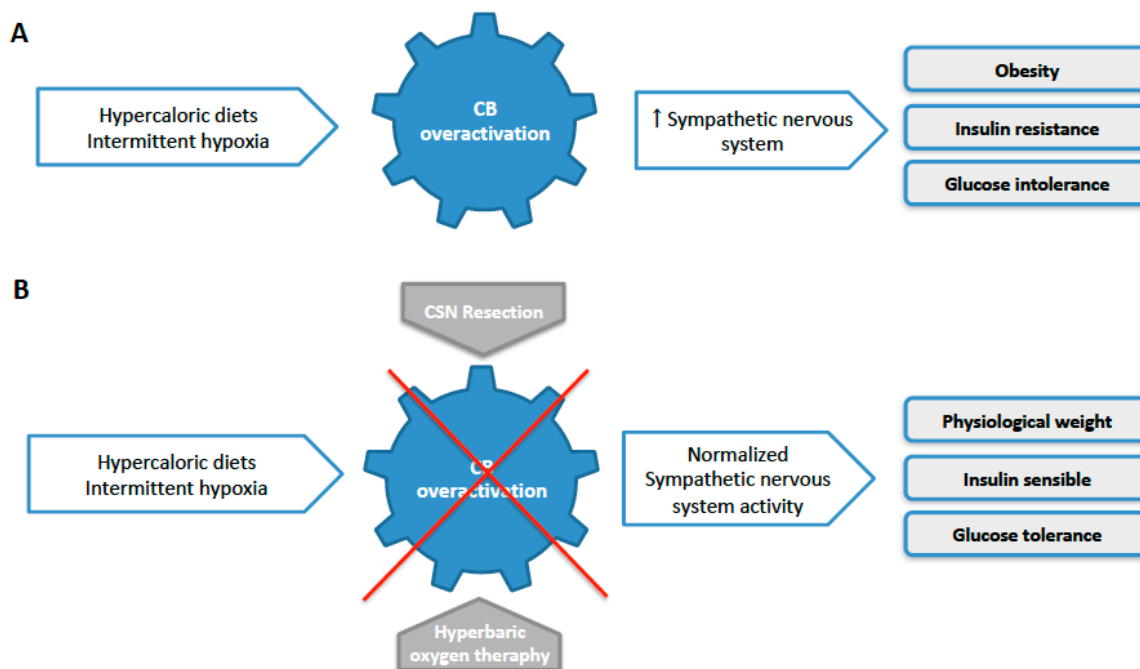 A
Hypercaloric diets
Intermittent hypoxia
CB
overactivation
↑ Sympathetic nervous
system
Obesity
Insulin resistance
Glucose intolerance
B
CSN Resection
Hypercaloric diets
Intermittent hypoxia
CB
overactivation
Normalized
Sympathetic nervous
system activity
Physiological weight
Insulin sensible
Glucose tolerance
Hyperbaric
oxygen theraphy